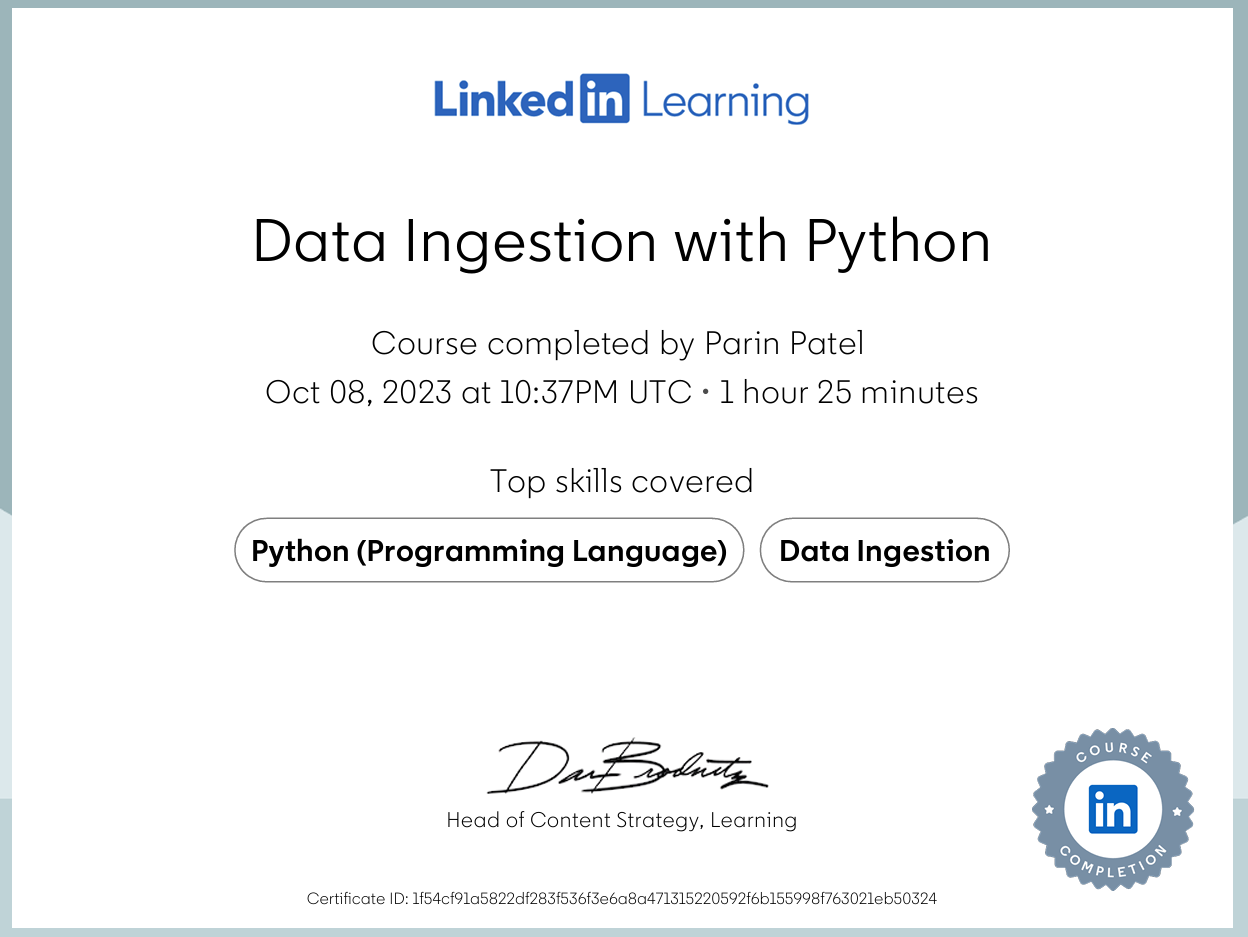 LinkedIn Learning
Data Ingestion with Python
Course completed by Parin Patel
Oct 08, 2023 at 10:37PM UTC • 1 hour 25 minutes
Top skills covered
Python (Programming Language)
Data Ingestion
Dan Brodnitz
Head of Content Strategy, Learning
COURSE
in
COMPLETION
Certificate ID: 1f54cf91a5822df283f536f3e6a8a471315220592f6b155998f763021eb50324